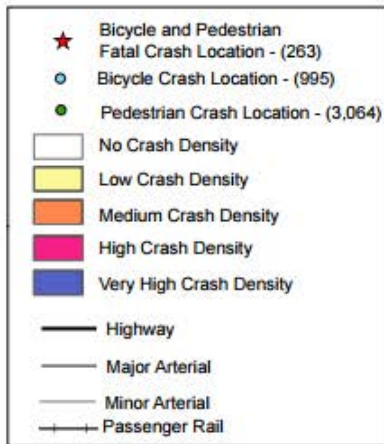 Bicycle and Pedestrian
Fatal Crash Location - (263)
Bicycle Crash Location - (995)
Pedestrian Crash Location - (3,064)
No Crash Density
Low Crash Density
Medium Crash Density
High Crash Density
Very High Crash Density
Highway
Major Arterial
Minor Arterial
Passenger Rail